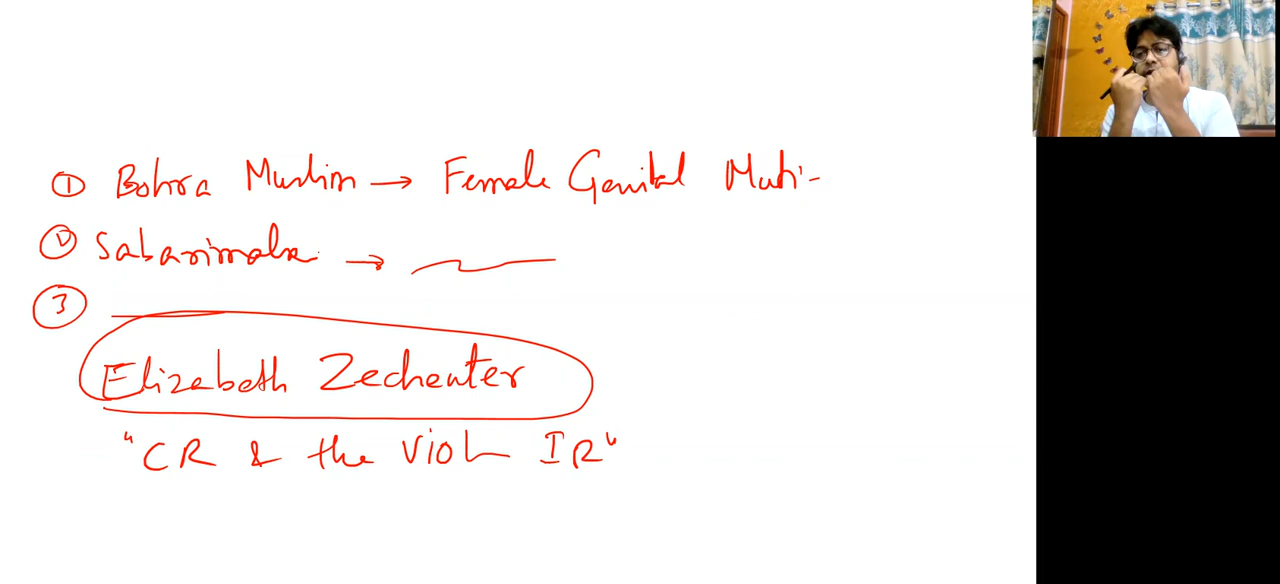 ① Bohra Muslim → Female Genital Muti-
② Sabarimala →
③
Elizabeth Zechenter
"CR & the Viol IR"